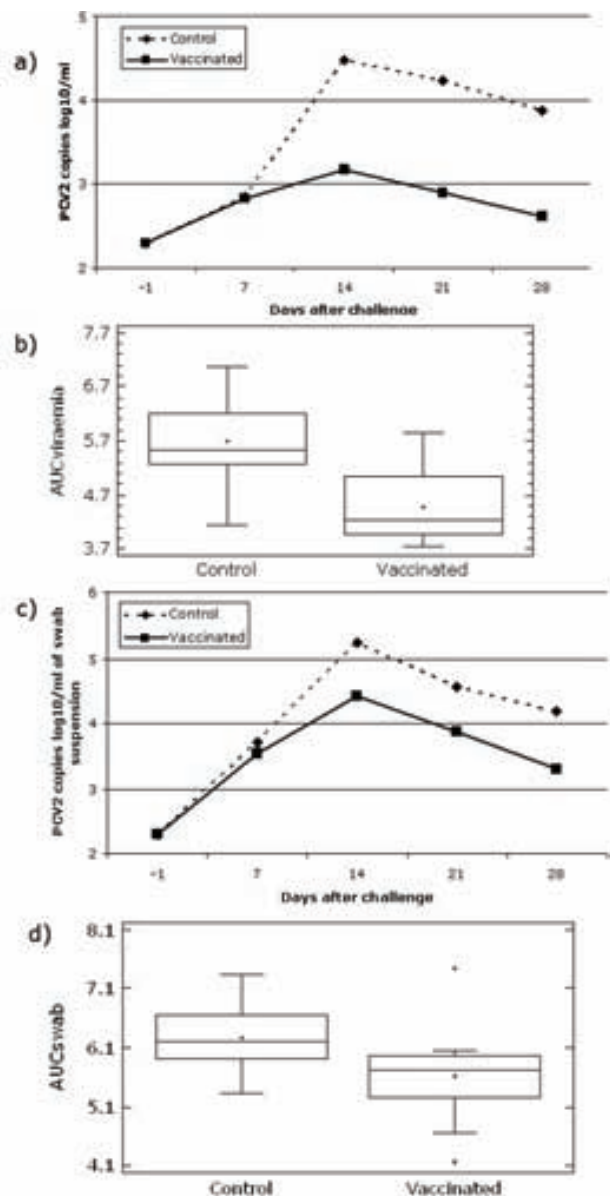 a)
Control
Vaccinated
PCV2 copies log10/ml
5
4
3
2
-1 7 14 21 28
Days after challenge
b)
AUCviraemia
7.7
6.7
5.7
4.7
3.7
Control Vaccinated
c)
Control
Vaccinated
PCV2 copies log10/ml of swab
suspension
6
5
4
3
2
-1 7 14 21 28
Days after challenge
d)
AUCswab
8.1
7.1
6.1
5.1
4.1
Control Vaccinated